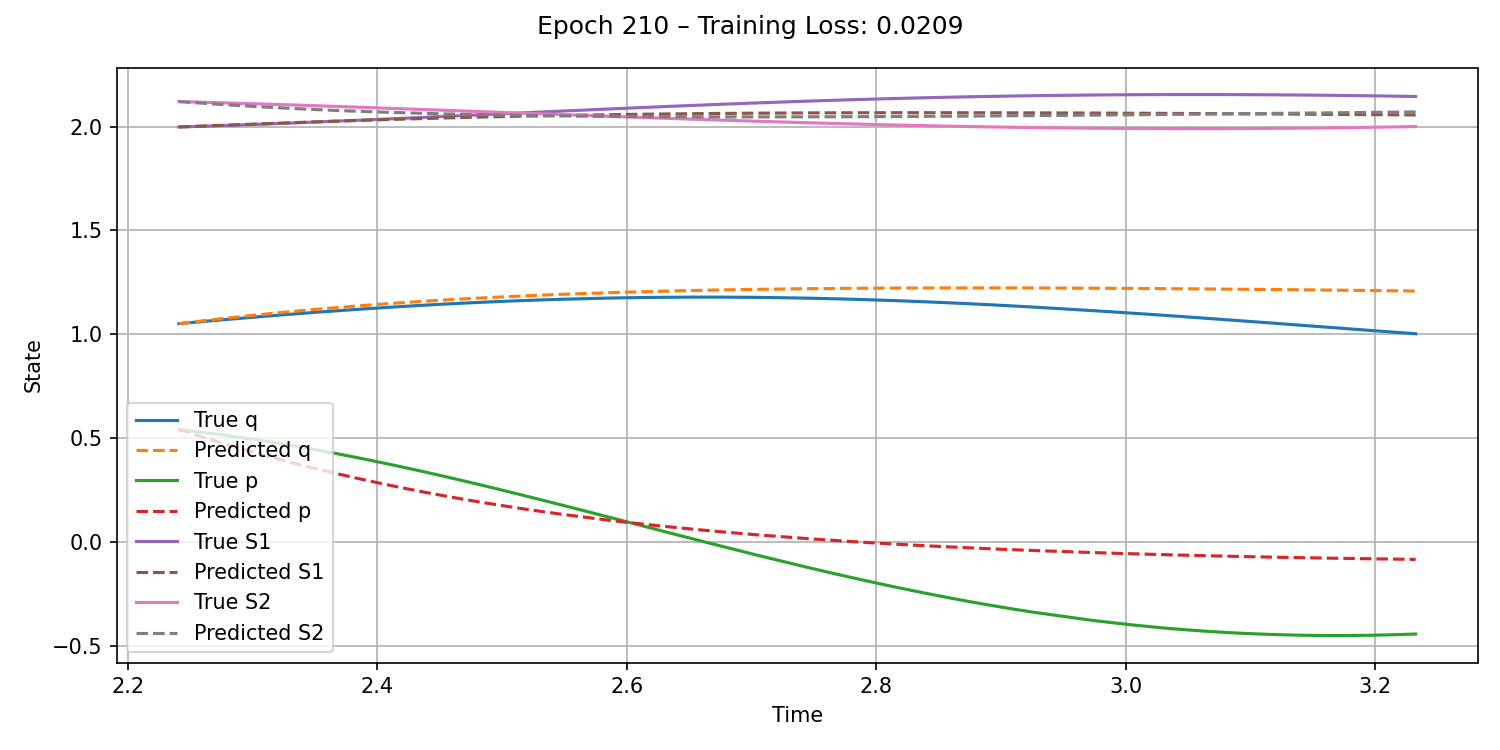 Epoch 210 – Training Loss: 0.0209
State
2.0
1.5
1.0
0.5
0.0
−0.5
True q
Predicted q
True p
Predicted p
True S1
Predicted S1
True S2
Predicted S2
2.2 2.4 2.6 2.8 3.0 3.2
Time